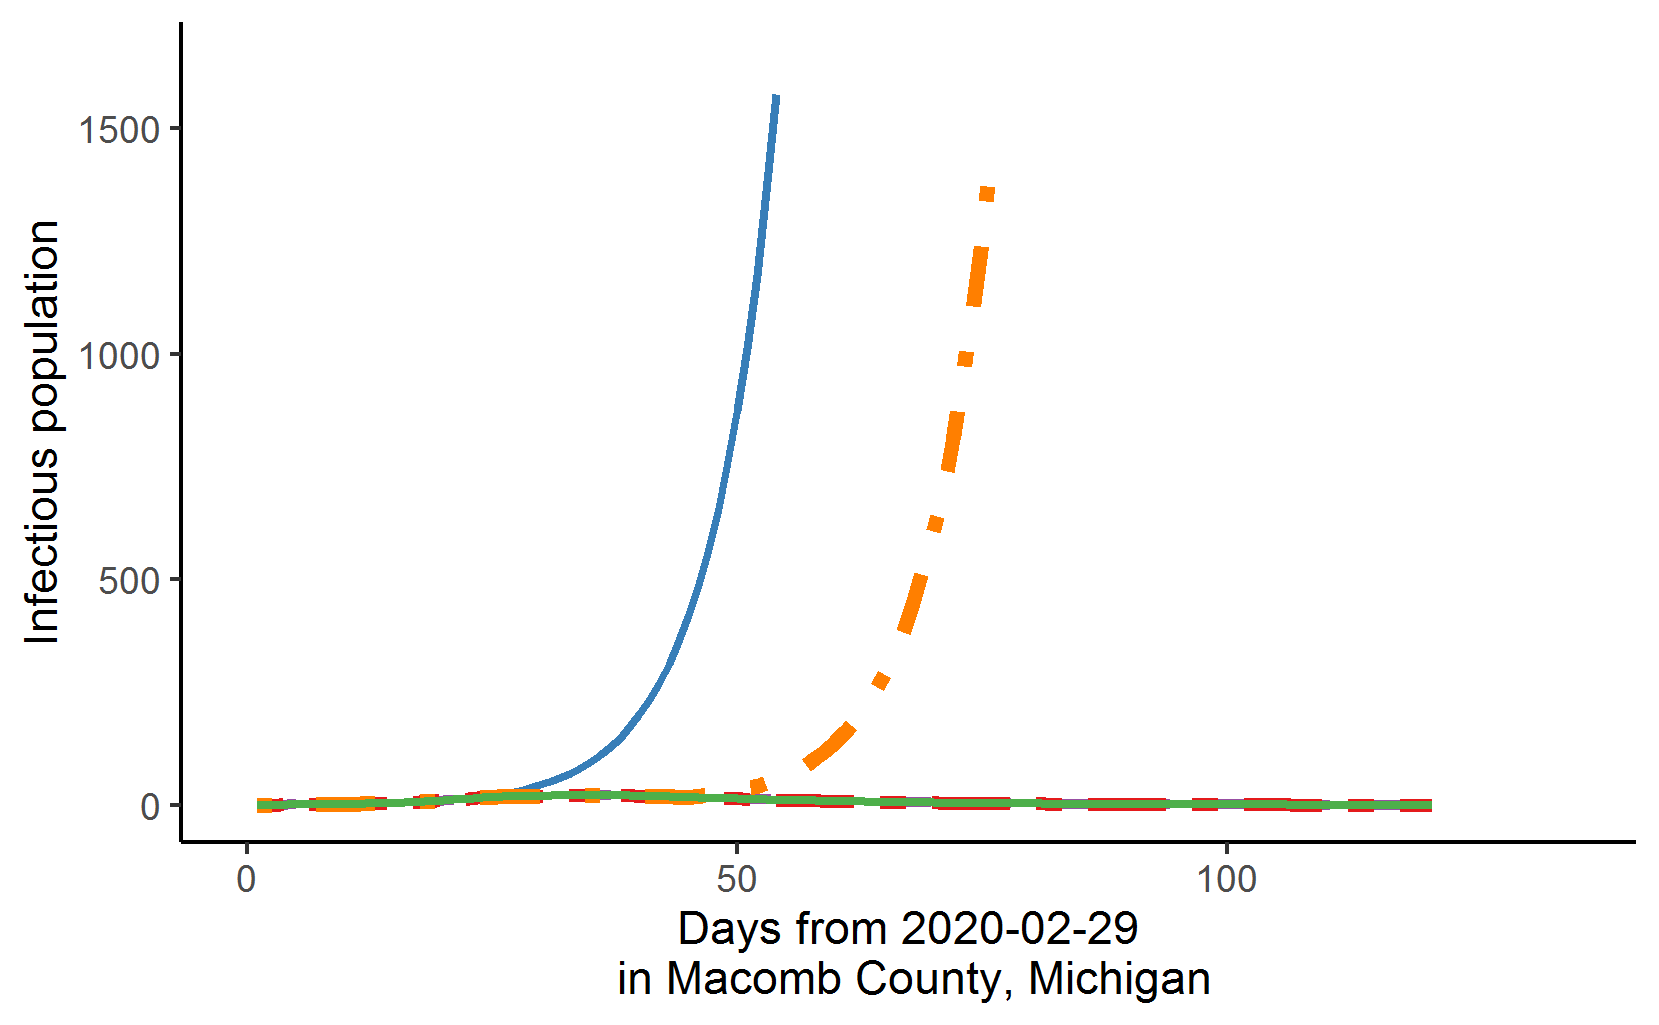 Infectious population
1500
1000
500
0
0 50 100
Days from 2020-02-29
in Macomb County, Michigan